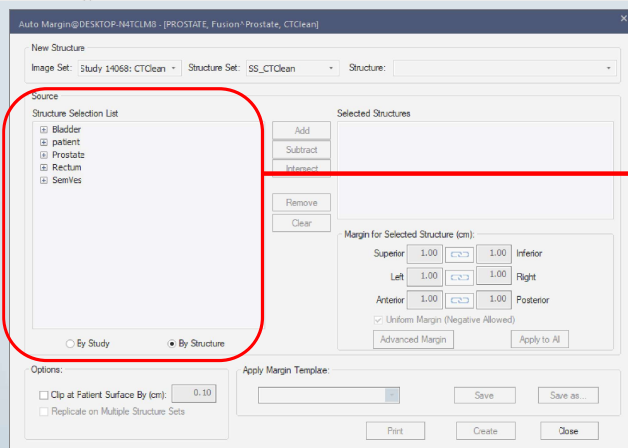 Auto Margin@DESKTOP-N4TCLM8 - [PROSTATE, Fusion^Prostate, CTClean]
New Structure
Image Set: Study 14068: CTClean Structure Set: SS_CTClean Structure:
Source
Structure Selection List
Bladder
patient
Prostate
Rectum
SemVes
By Study By Structure
Add
Subtract
Intersect
Remove
Clear
Selected Structures
Margin for Selected Structure (cm):
Superior 1.00 1.00 Inferior
Left 1.00 1.00 Right
Anterior 1.00 1.00 Posterior
Uniform Margin (Negative Allowed)
Advanced Margin Apply to All
Options:
Clip at Patient Surface By (cm): 0.10
Replicate on Multiple Structure Sets
Apply Margin Template:
Save Save as...
Print Create Close